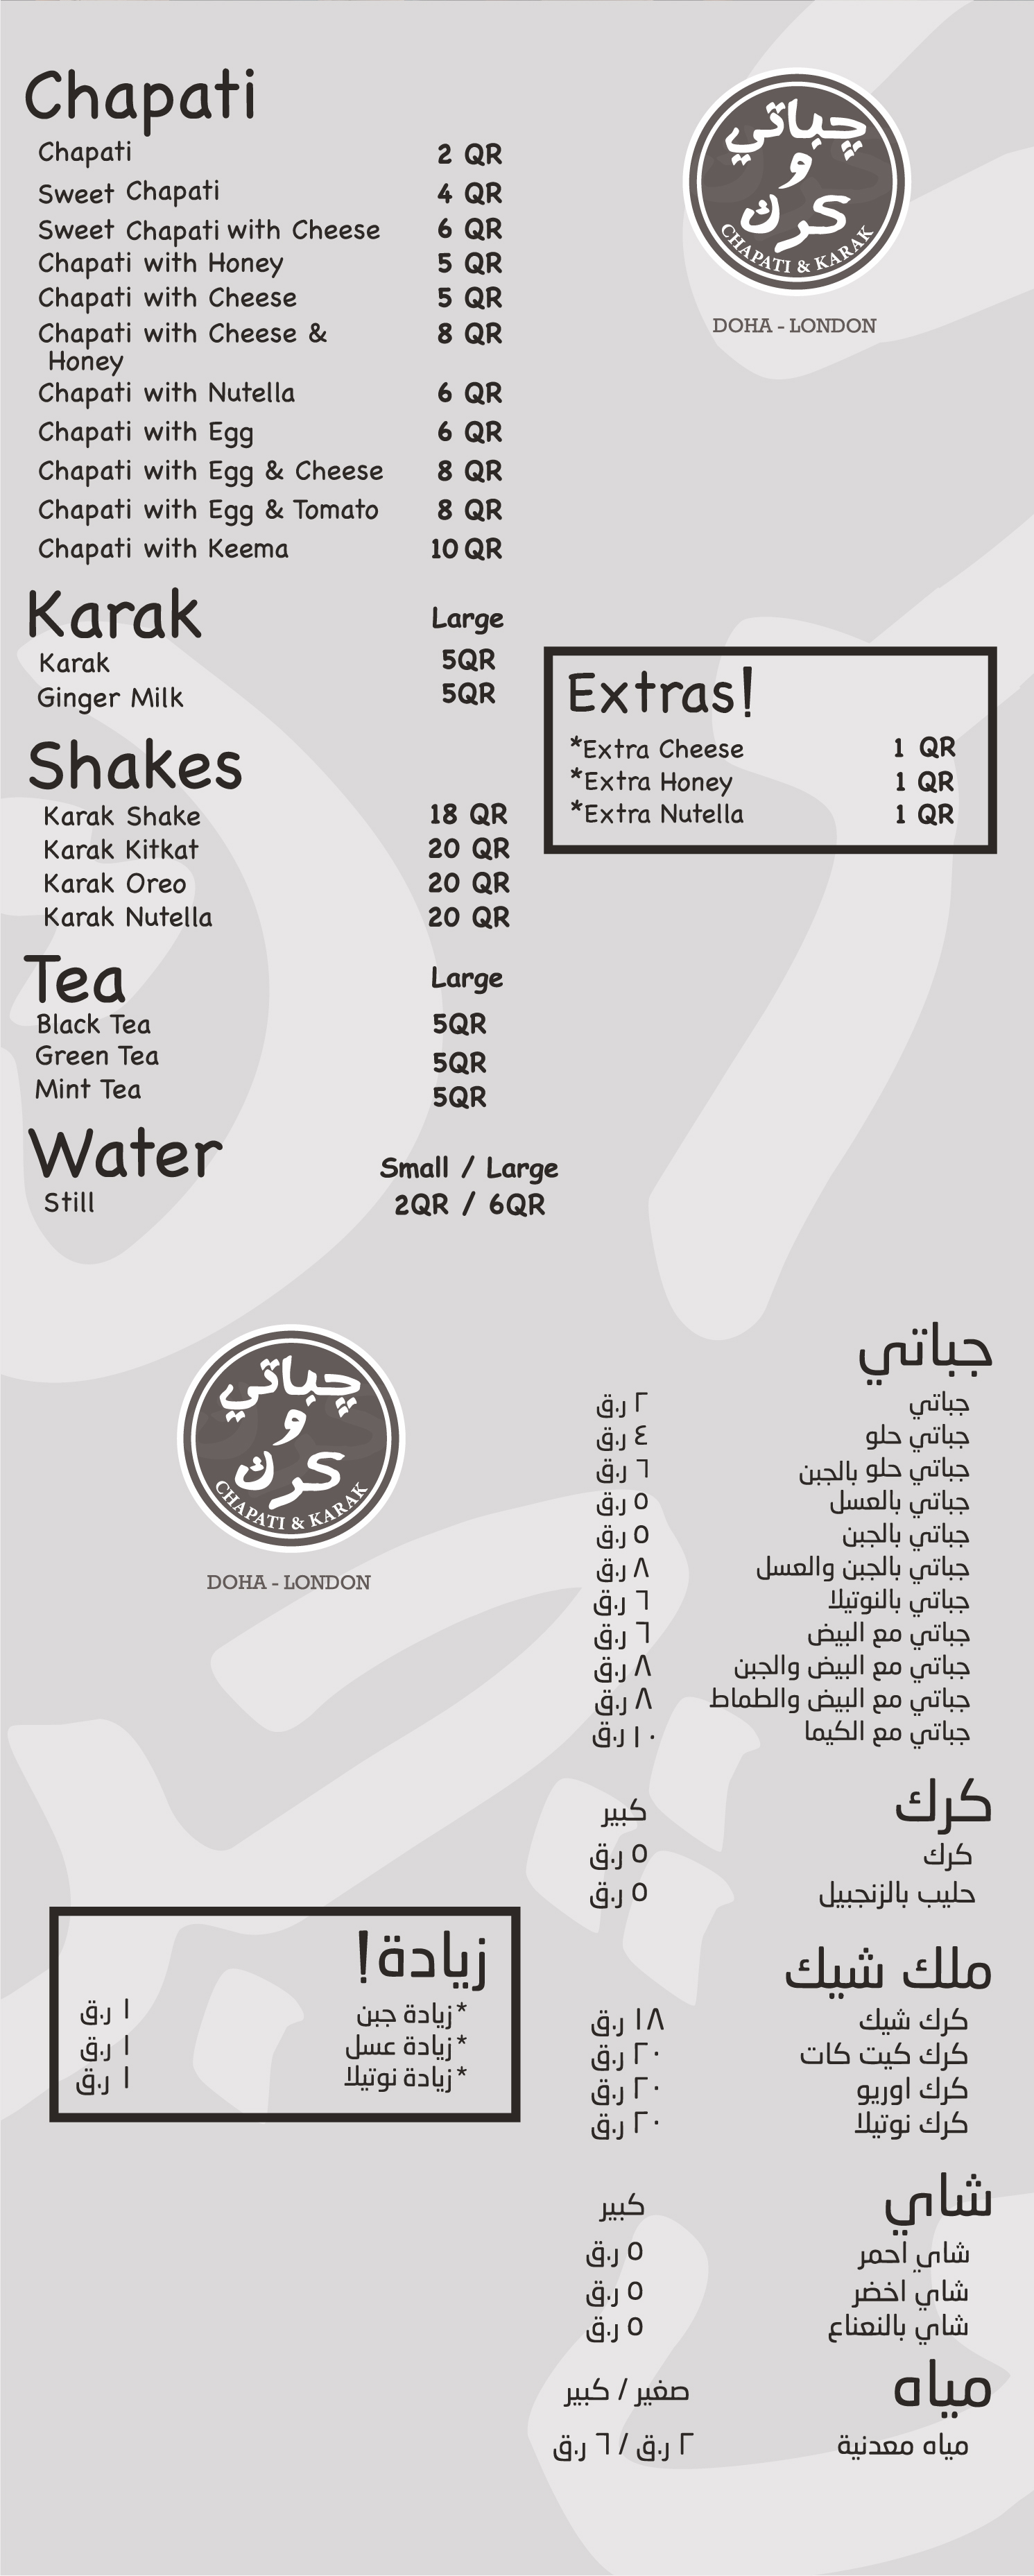 Chapati
Chapati 2 QR
Sweet Chapati 4 QR
Sweet Chapati with Cheese 6 QR
Chapati with Honey 5 QR
Chapati with Cheese 5 QR
Chapati with Cheese & 8 QR
Honey
Chapati with Nutella 6 QR
Chapati with Egg 6 QR
Chapati with Egg & Cheese 8 QR
Chapati with Egg & Tomato 8 QR
Chapati with Keema 10 QR
چباتي
و
كرك
CHAPATI & KARAK
DOHA - LONDON
Karak Large
Karak 5QR
Ginger Milk 5QR
Extras!
*Extra Cheese 1 QR
*Extra Honey 1 QR
*Extra Nutella 1 QR
Shakes
Karak Shake 18 QR
Karak Kitkat 20 QR
Karak Oreo 20 QR
Karak Nutella 20 QR
Tea Large
Black Tea 5QR
Green Tea 5QR
Mint Tea 5QR
Water Small / Large
Still 2QR / 6QR
چباتي
و
كرك
CHAPATI & KARAK
DOHA - LONDON
جباتي
جباتي ٢ ر.ق
جباتي حلو ٤ ر.ق
جباتي حلو بالجبن ٦ ر.ق
جباتي بالعسل ٥ ر.ق
جباتي بالجبن ٥ ر.ق
جباتي بالجبن والعسل ٨ ر.ق
جباتي بالنوتيلا ٦ ر.ق
جباتي مع البيض ٦ ر.ق
جباتي مع البيض والجبن ٨ ر.ق
جباتي مع البيض والطماط ٨ ر.ق
جباتي مع الكيما ١٠ ر.ق
كرك كبير
كرك ٥ ر.ق
حليب بالزنجبيل ٥ ر.ق
زيادة!
*زيادة جبن ١ ر.ق
*زيادة عسل ١ ر.ق
*زيادة نوتيلا ١ ر.ق
ملك شيك
كرك شيك ١٨ ر.ق
كرك كيت كات ٢٠ ر.ق
كرك اوريو ٢٠ ر.ق
كرك نوتيلا ٢٠ ر.ق
شاي كبير
شاي احمر ٥ ر.ق
شاي اخضر ٥ ر.ق
شاي بالنعناع ٥ ر.ق
مياه صغير / كبير
مياه معدنية ٢ ر.ق / ٦ ر.ق